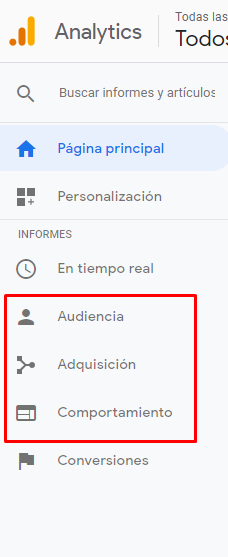 Analytics
Todas las
Todos
Buscar informes y artículos
Página principal
Personalización
INFORMES
En tiempo real
Audiencia
Adquisición
Comportamiento
Conversiones